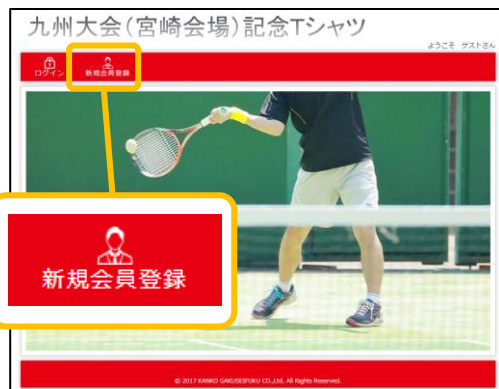 九州大会(宮崎会場)記念Tシャツ
ようこそ ゲストさん
ログイン
新規会員登録
新規会員登録
© 2017 KANKO GAKUSEIFUKU CO.,Ltd. All Rights Reserved.